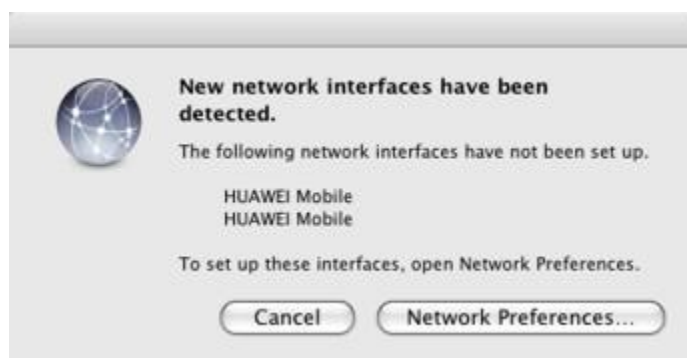 New network interfaces have been
detected.
The following network interfaces have not been set up.
HUAWEI Mobile
HUAWEI Mobile
To set up these interfaces, open Network Preferences.
Cancel
Network Preferences...